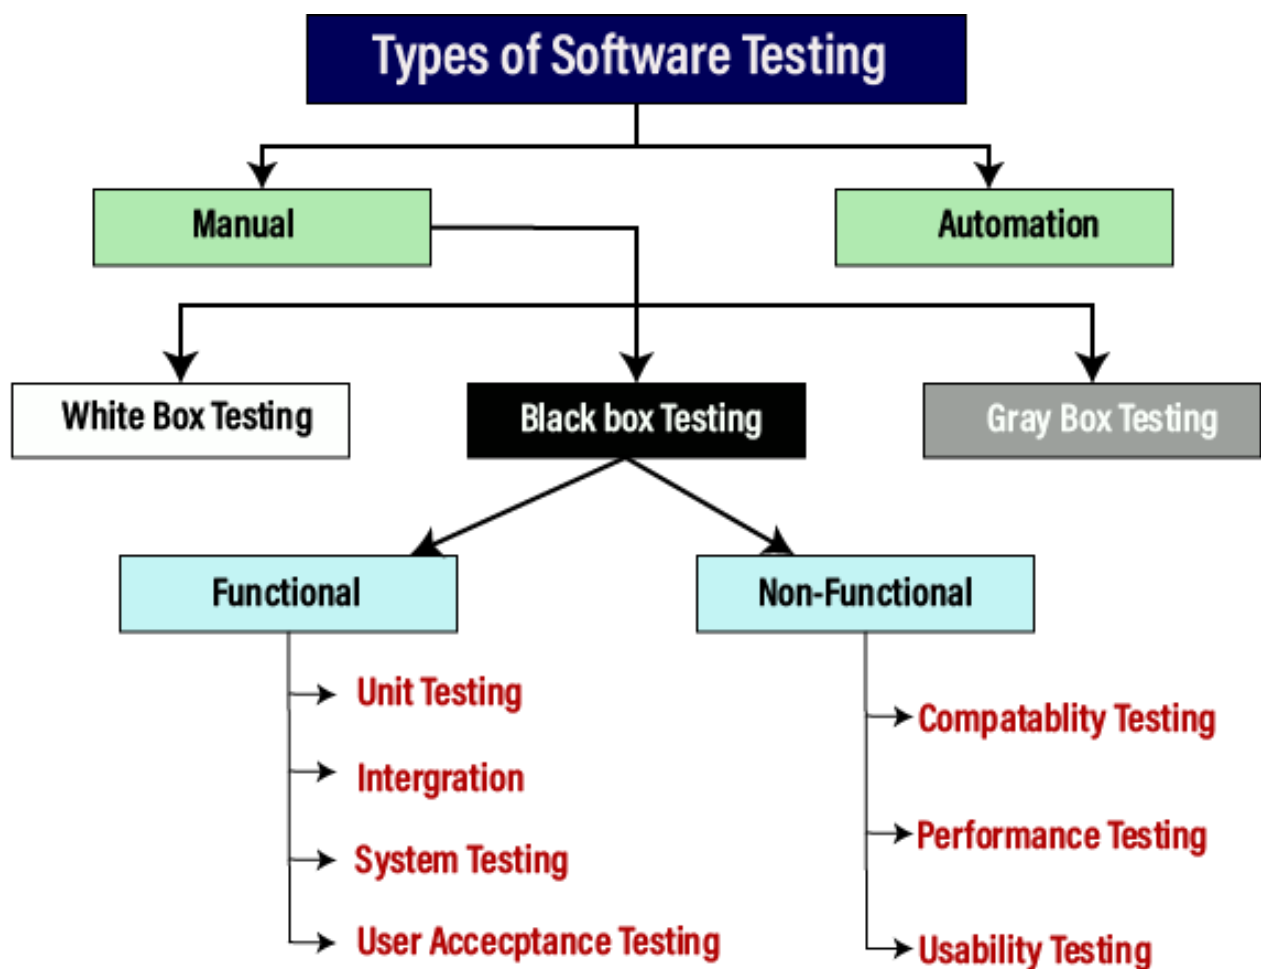 Types of Software Testing
Manual
Automation
White Box Testing
Black box Testing
Gray Box Testing
Functional
Non-Functional
Unit Testing
Intergration
System Testing
User Accecptance Testing
Compatablity Testing
Performance Testing
Usability Testing